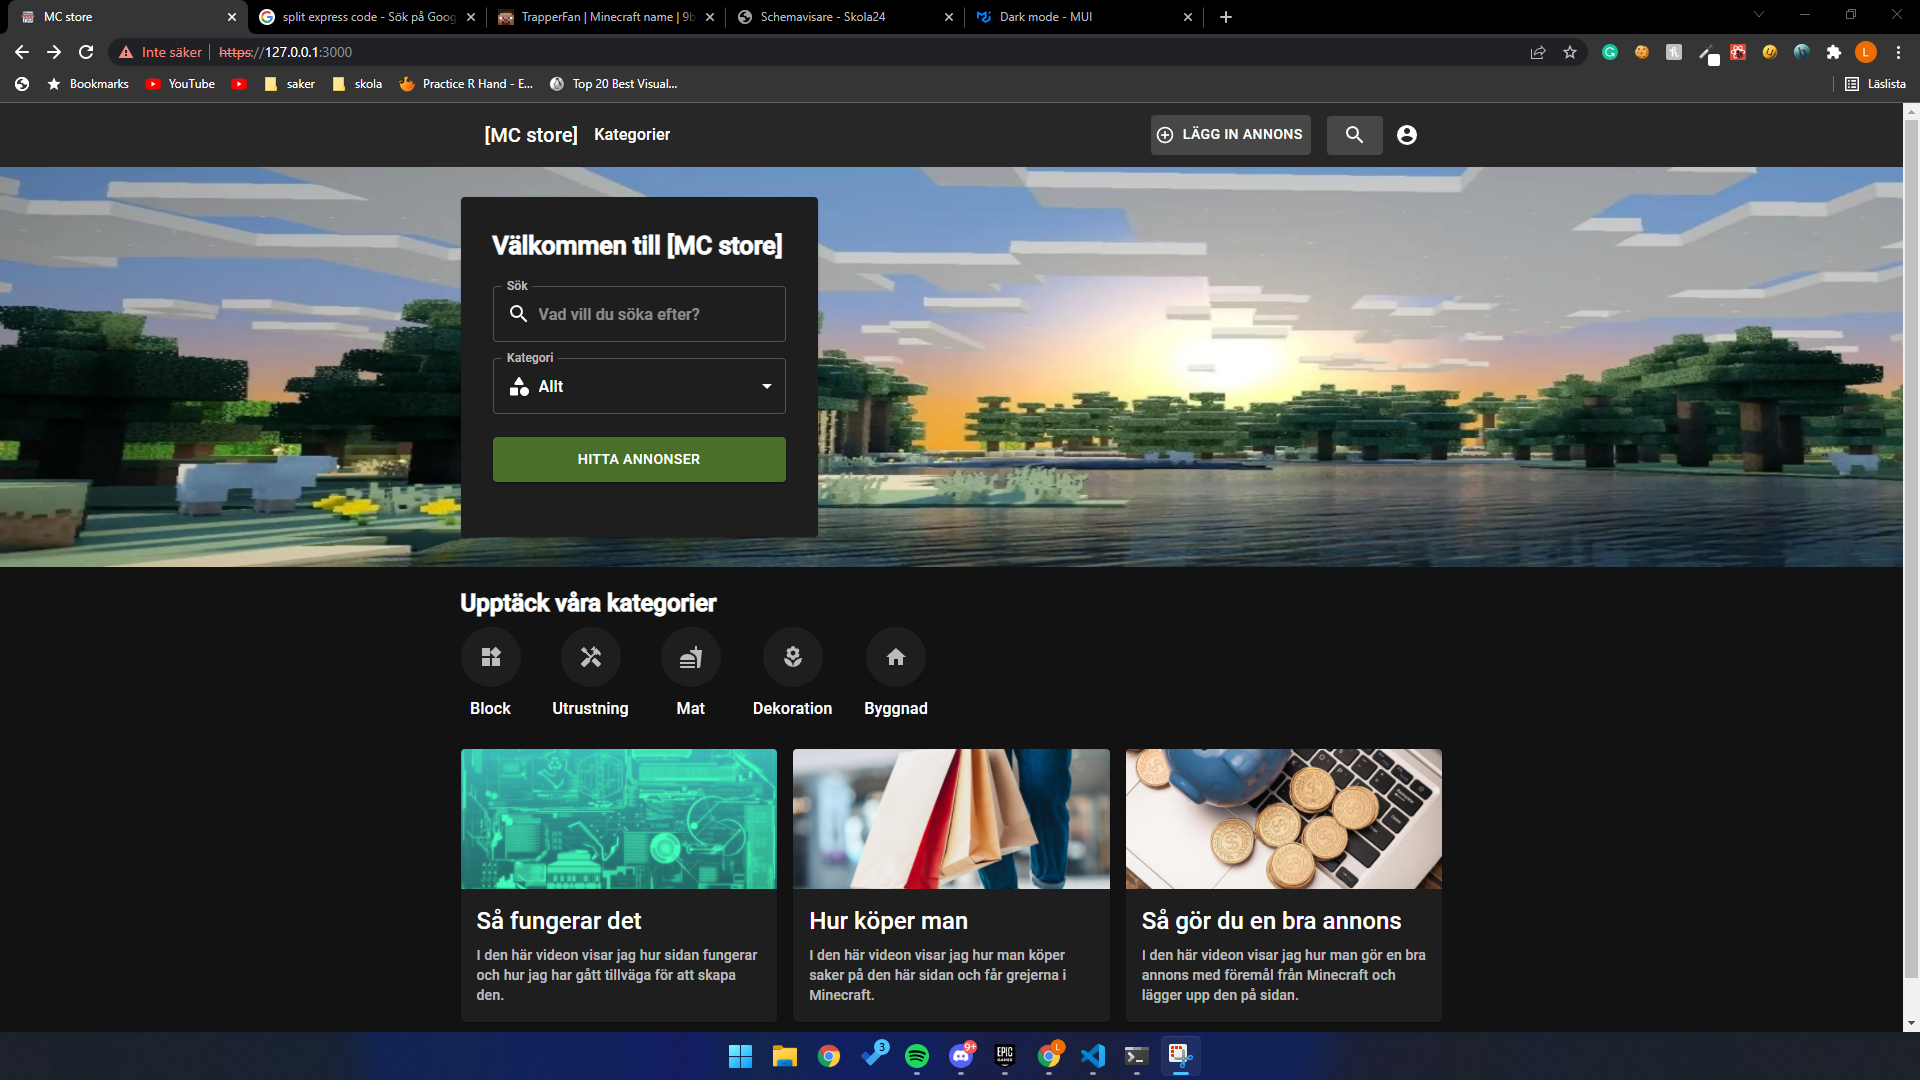 MC store
split express code - Sök på Goog
TrapperFan | Minecraft name | 9b
Schemavisare - Skola24
Dark mode - MUI
Inte säker
https://127.0.0.1:3000
L
Bookmarks
YouTube
saker
skola
Practice R Hand - E...
Top 20 Best Visual...
Läslista
[MC store]
Kategorier
LÄGG IN ANNONS
Välkommen till [MC store]
Sök
Vad vill du söka efter?
Kategori
Allt
HITTA ANNONSER
Upptäck våra kategorier
Block
Utrustning
Mat
Dekoration
Byggnad
Så fungerar det
I den här videon visar jag hur sidan fungerar
och hur jag har gått tillväga för att skapa
den.
Hur köper man
I den här videon visar jag hur man köper
saker på den här sidan och får grejerna i
Minecraft.
Så gör du en bra annons
I den här videon visar jag hur man gör en bra
annons med föremål från Minecraft och
lägger upp den på sidan.
3
9+
EPIC
GAMES
L